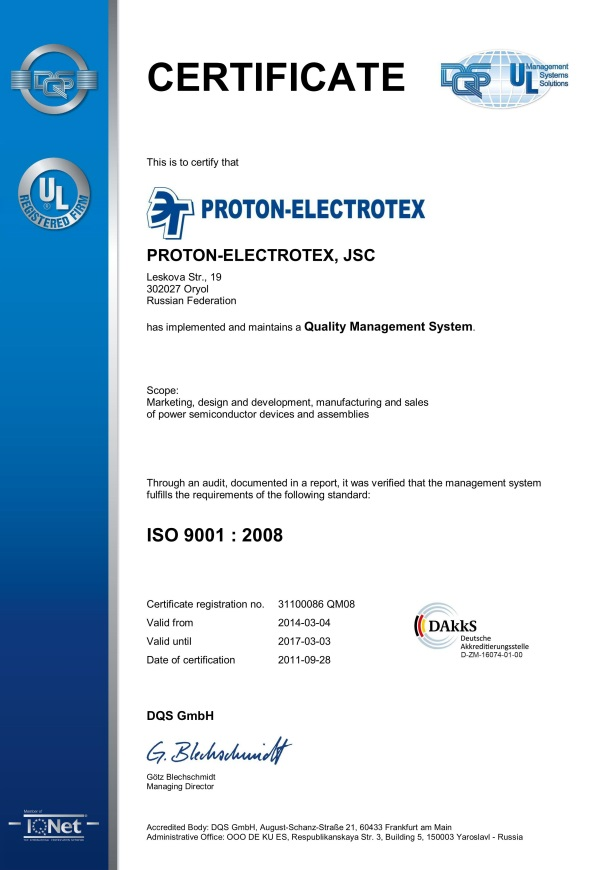 CERTIFICATE
DQS
DQS
UL
Management
Systems
Solutions
UL
REGISTERED FIRM
This is to certify that
PROTON-ELECTROTEX
PROTON-ELECTROTEX, JSC
Leskova Str., 19
302027 Oryol
Russian Federation
has implemented and maintains a Quality Management System.
Scope:
Marketing, design and development, manufacturing and sales
of power semiconductor devices and assemblies
Through an audit, documented in a report, it was verified that the management system
fulfills the requirements of the following standard:
ISO 9001 : 2008
Certificate registration no. 31100086 QM08
Valid from 2014-03-04
Valid until 2017-03-03
Date of certification 2011-09-28
DAkkS
Deutsche
Akkreditierungsstelle
D-ZM-16074-01-00
DQS GmbH
G. Blechschmidt
Götz Blechschmidt
Managing Director
Member of
IQNet
THE INTERNATIONAL CERTIFICATION NETWORK
Accredited Body: DQS GmbH, August-Schanz-Straße 21, 60433 Frankfurt am Main
Administrative Office: OOO DE KU ES, Respublikanskaya Str. 3, Building 5, 150003 Yaroslavl - Russia